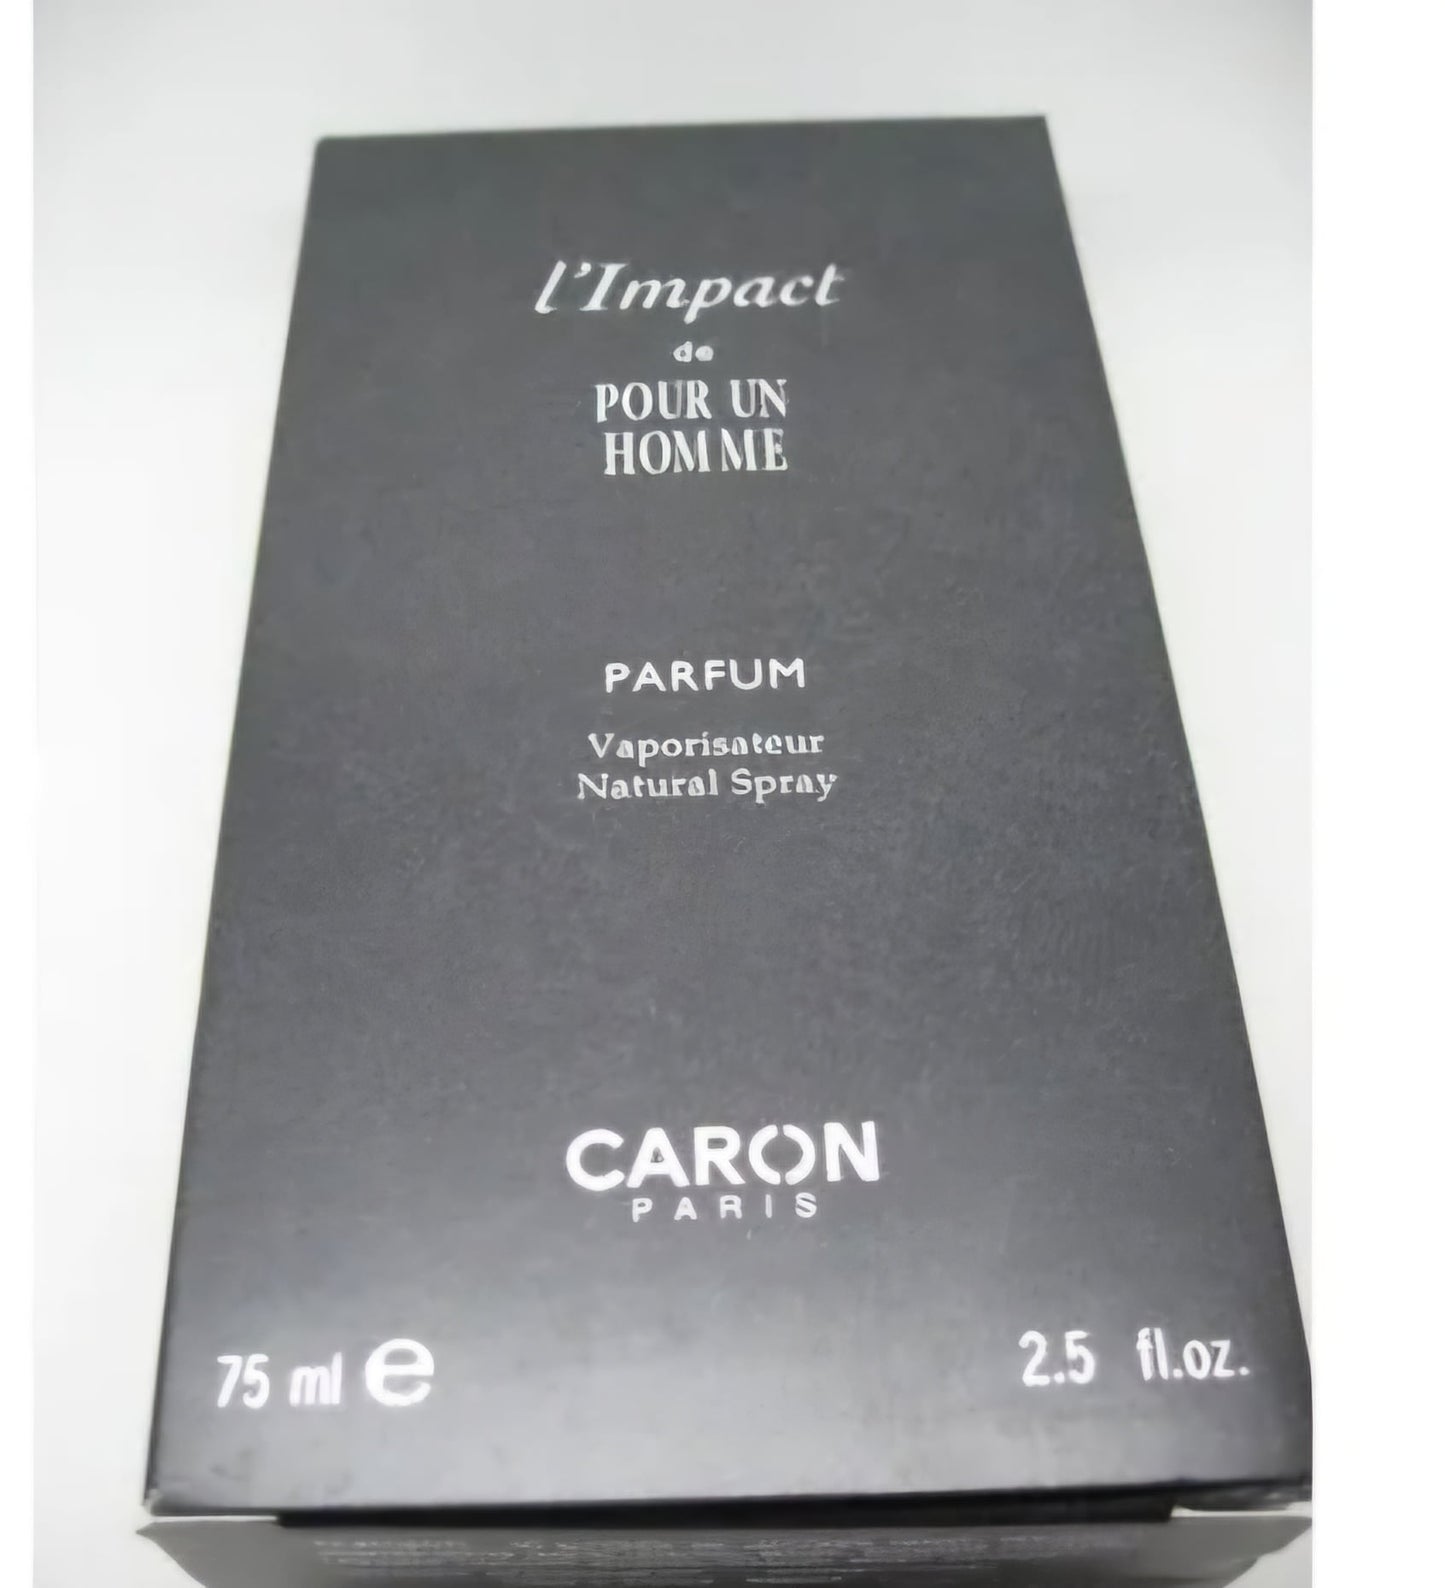 l'Impact
de
POUR UN
HOMME
PARFUM
Vaporisateur
Natural Spray
CARON
PARIS
75 ml e
2.5 fl.oz.